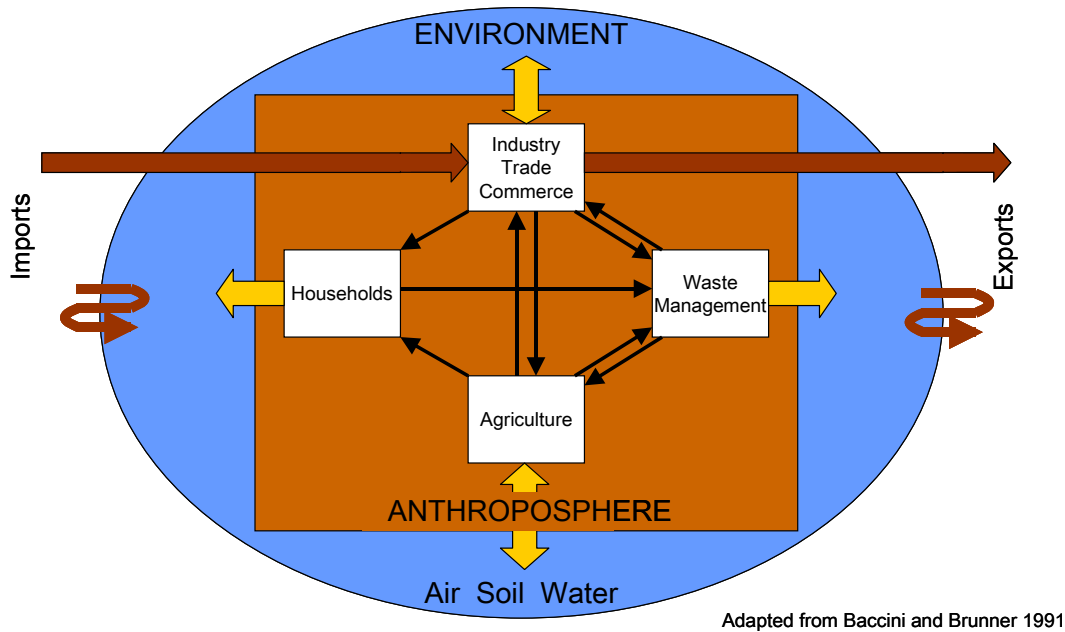 ENVIRONMENT
Industry
Trade
Commerce
Imports
Exports
Households
Waste
Management
Agriculture
ANTHROPOSPHERE
Air Soil Water
Adapted from Baccini and Brunner 1991